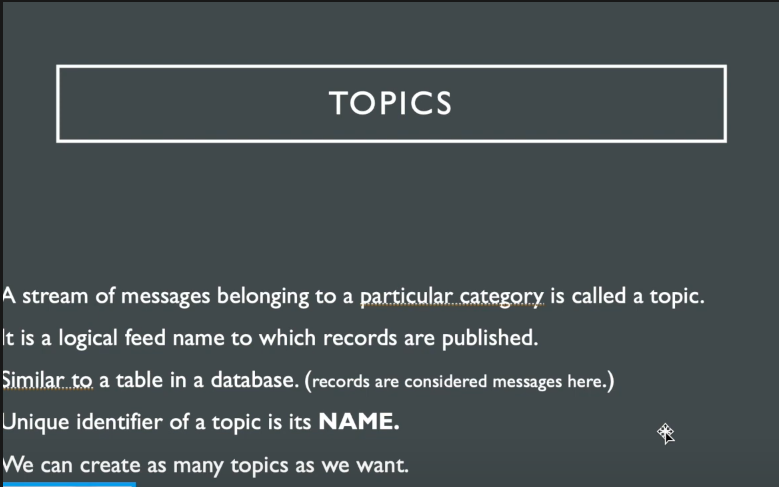 TOPICS
A stream of messages belonging to a particular category is called a topic.
It is a logical feed name to which records are published.
Similar to a table in a database. (records are considered messages here.)
Unique identifier of a topic is its NAME.
We can create as many topics as we want.